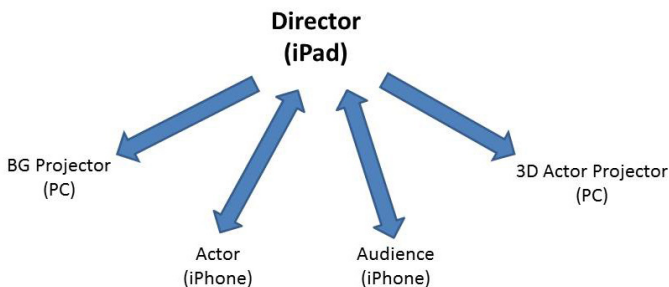 Director
(iPad)
BG Projector
(PC)
3D Actor Projector
(PC)
Actor
(iPhone)
Audience
(iPhone)